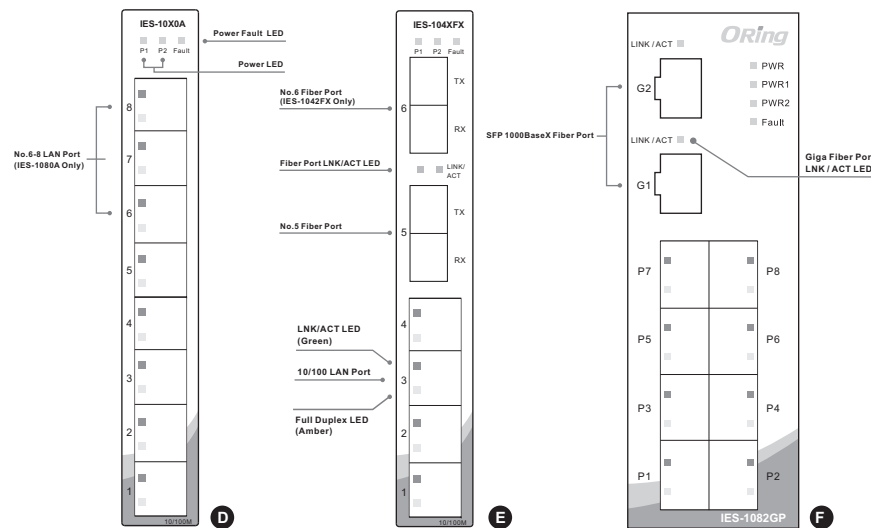 IES-10X0A
P1 P2 Fault
Power Fault LED
Power LED
8
7
6
5
4
3
2
1
No.6-8 LAN Port
(IES-1080A Only)
10/100M
D
IES-104XFX
P1 P2 Fault
TX
6
RX
LINK/
ACT
TX
5
RX
4
3
2
1
No.6 Fiber Port
(IES-1042FX Only)
Fiber Port LNK/ACT LED
No.5 Fiber Port
LNK/ACT LED
(Green)
10/100 LAN Port
Full Duplex LED
(Amber)
10/100M
E
ORing
LINK / ACT
PWR
PWR1
PWR2
Fault
G2
SFP 1000BaseX Fiber Port
LINK / ACT
G1
Giga Fiber Por
LNK / ACT LED
P7 P8
P5 P6
P3 P4
P1 P2
IES-1082GP
F